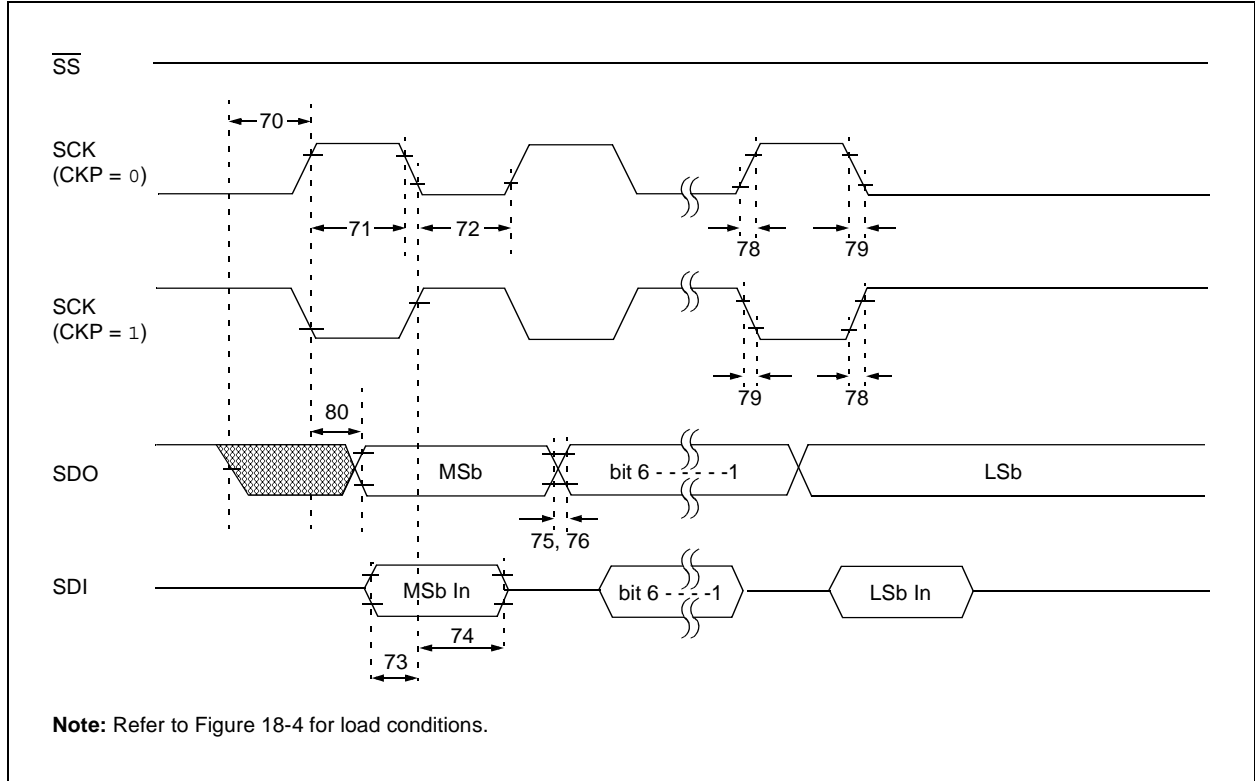 SS
70
SCK
(CKP = 0)
71
72
78
79
SCK
(CKP = 1)
79
78
80
SDO
MSb
bit 6 - - - - - -1
LSb
75, 76
SDI
MSb In
bit 6 - - - - -1
LSb In
74
73
Note: Refer to Figure 18-4 for load conditions.